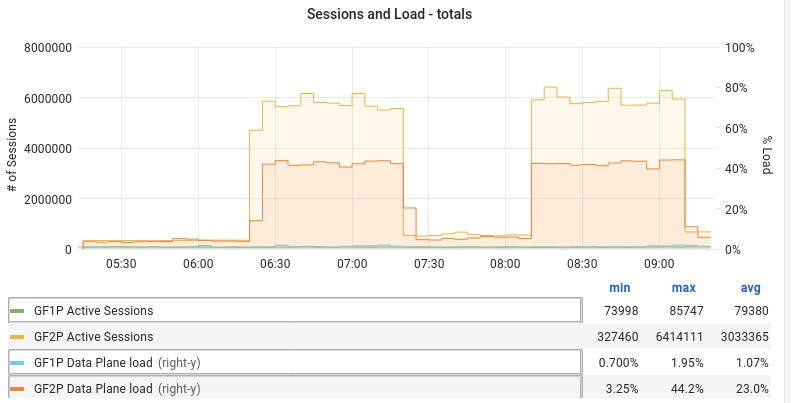 Sessions and Load - totals
8000000 100%
6000000 80%
60%
4000000
40%
2000000
20%
0 0%
# of Sessions
% Load
05:30 06:00 06:30 07:00 07:30 08:00 08:30 09:00
min max avg
GF1P Active Sessions 73998 85747 79380
GF2P Active Sessions 327460 6414111 3033365
GF1P Data Plane load (right-y) 0.700% 1.95% 1.07%
GF2P Data Plane load (right-y) 3.25% 44.2% 23.0%